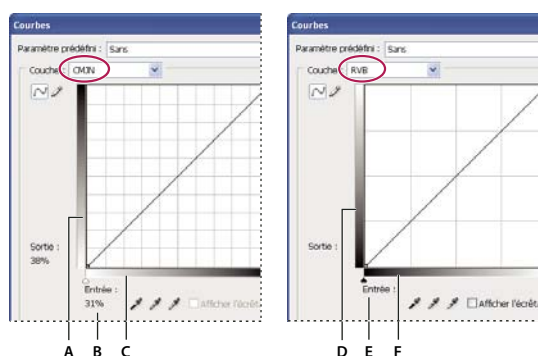 Courbes
Paramètre prédéfini : Sans
Couche : CMJN
Sortie :
38%
Entrée :
31%
Afficher l'écrêt
A B C
Courbes
Paramètre prédéfini : Sans
Couche : RVB
Sortie :
Entrée :
Afficher l'écrêt
D E F